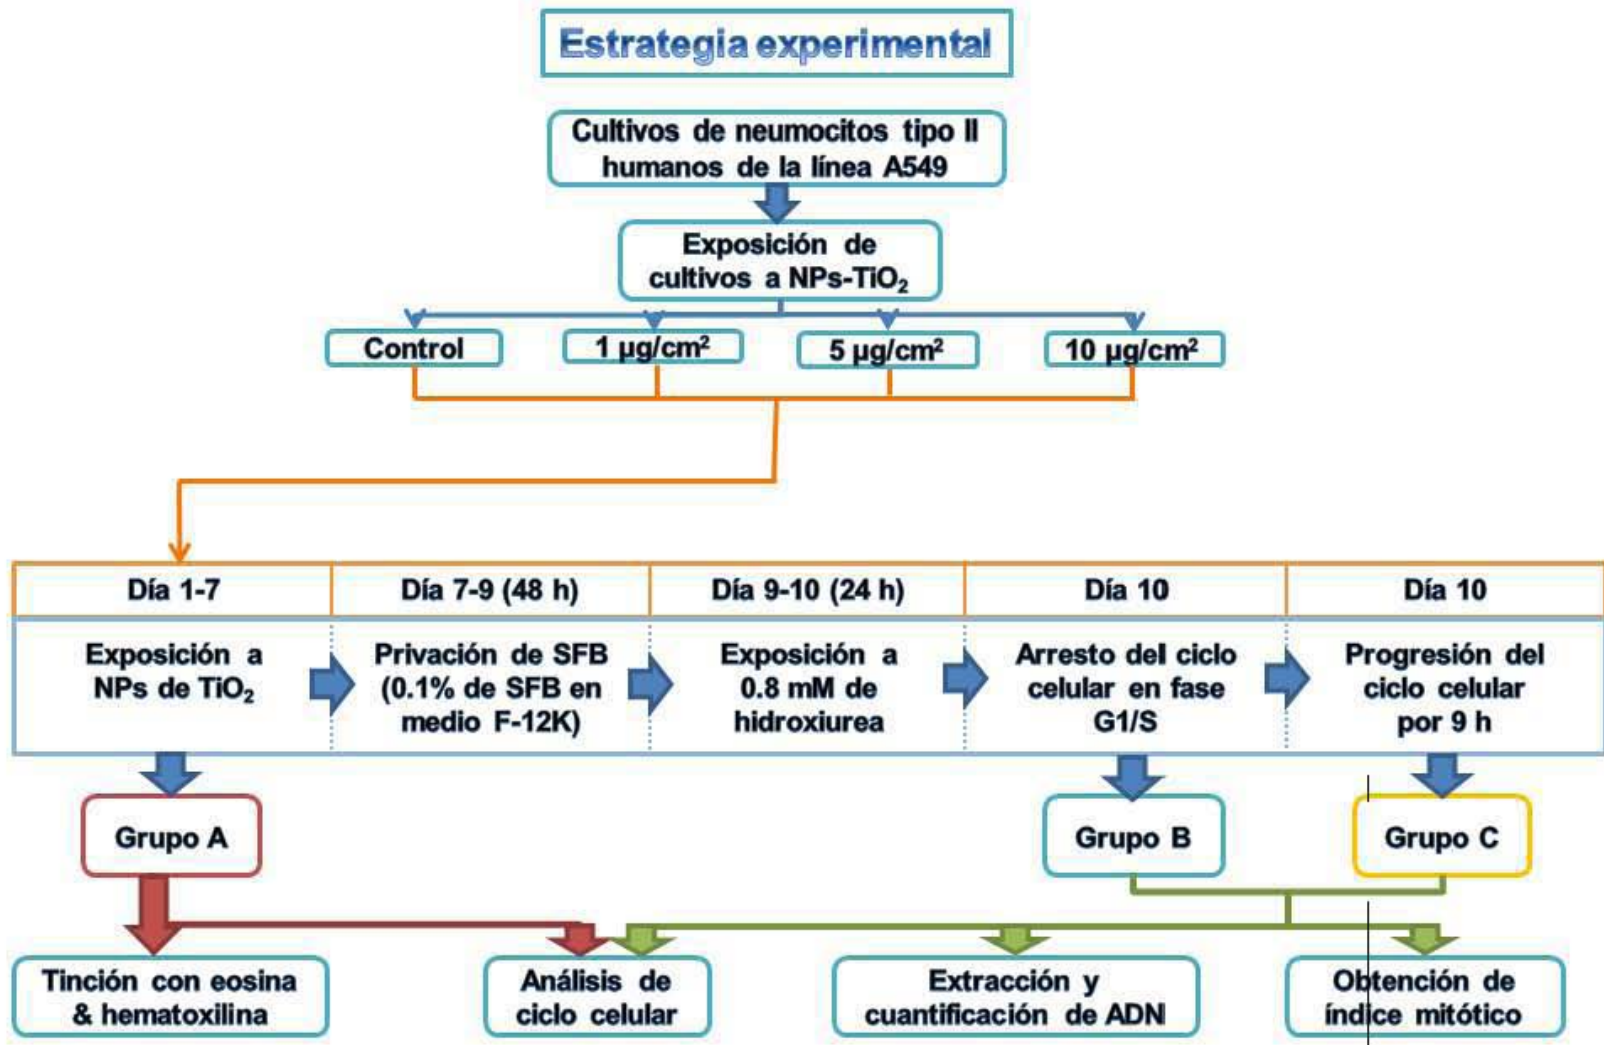 Estrategia experimental
Cultivos de neumocitos tipo II
humanos de la línea A549
Exposición de
cultivos a NPs-TiO₂
Control
1 µg/cm²
5 µg/cm²
10 µg/cm²
Día 1-7
Día 7-9 (48 h)
Día 9-10 (24 h)
Día 10
Día 10
Exposición a
NPs de TiO₂
Privación de SFB
(0.1% de SFB en
medio F-12K)
Exposición a
0.8 mM de
hidroxiurea
Arresto del ciclo
celular en fase
G1/S
Progresión del
ciclo celular
por 9 h
Grupo A
Grupo B
Grupo C
Tinción con eosina
& hematoxilina
Análisis de
ciclo celular
Extracción y
cuantificación de ADN
Obtención de
índice mitótico